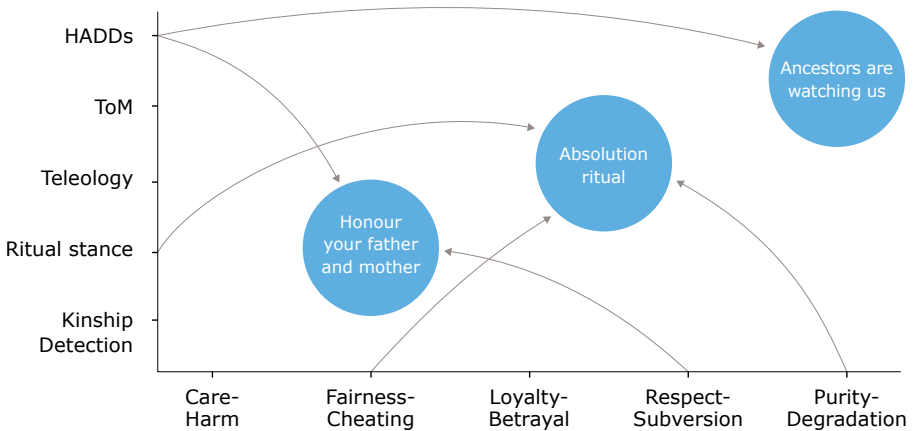 HADDs
ToM
Teleology
Ritual stance
Kinship
Detection
Ancestors are
watching us
Absolution
ritual
Honour
your father
and mother
Care-
Harm
Fairness-
Cheating
Loyalty-
Betrayal
Respect-
Subversion
Purity-
Degradation